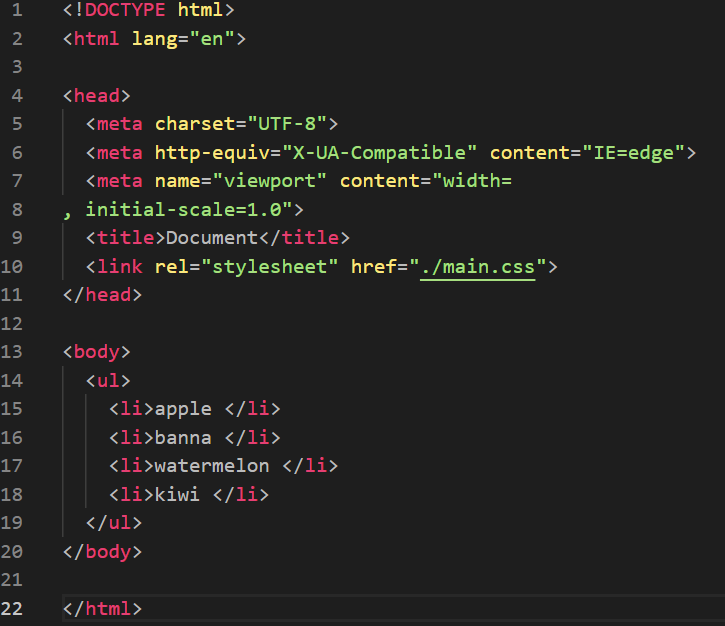 1 <!DOCTYPE html>
2 <html lang="en">
3
4 <head>
5   <meta charset="UTF-8">
6   <meta http-equiv="X-UA-Compatible" content="IE=edge">
7   <meta name="viewport" content="width=
8 , initial-scale=1.0">
9   <title>Document</title>
10   <link rel="stylesheet" href="./main.css">
11 </head>
12
13 <body>
14   <ul>
15     <li>apple </li>
16     <li>banna </li>
17     <li>watermelon </li>
18     <li>kiwi </li>
19   </ul>
20 </body>
21
22 </html>